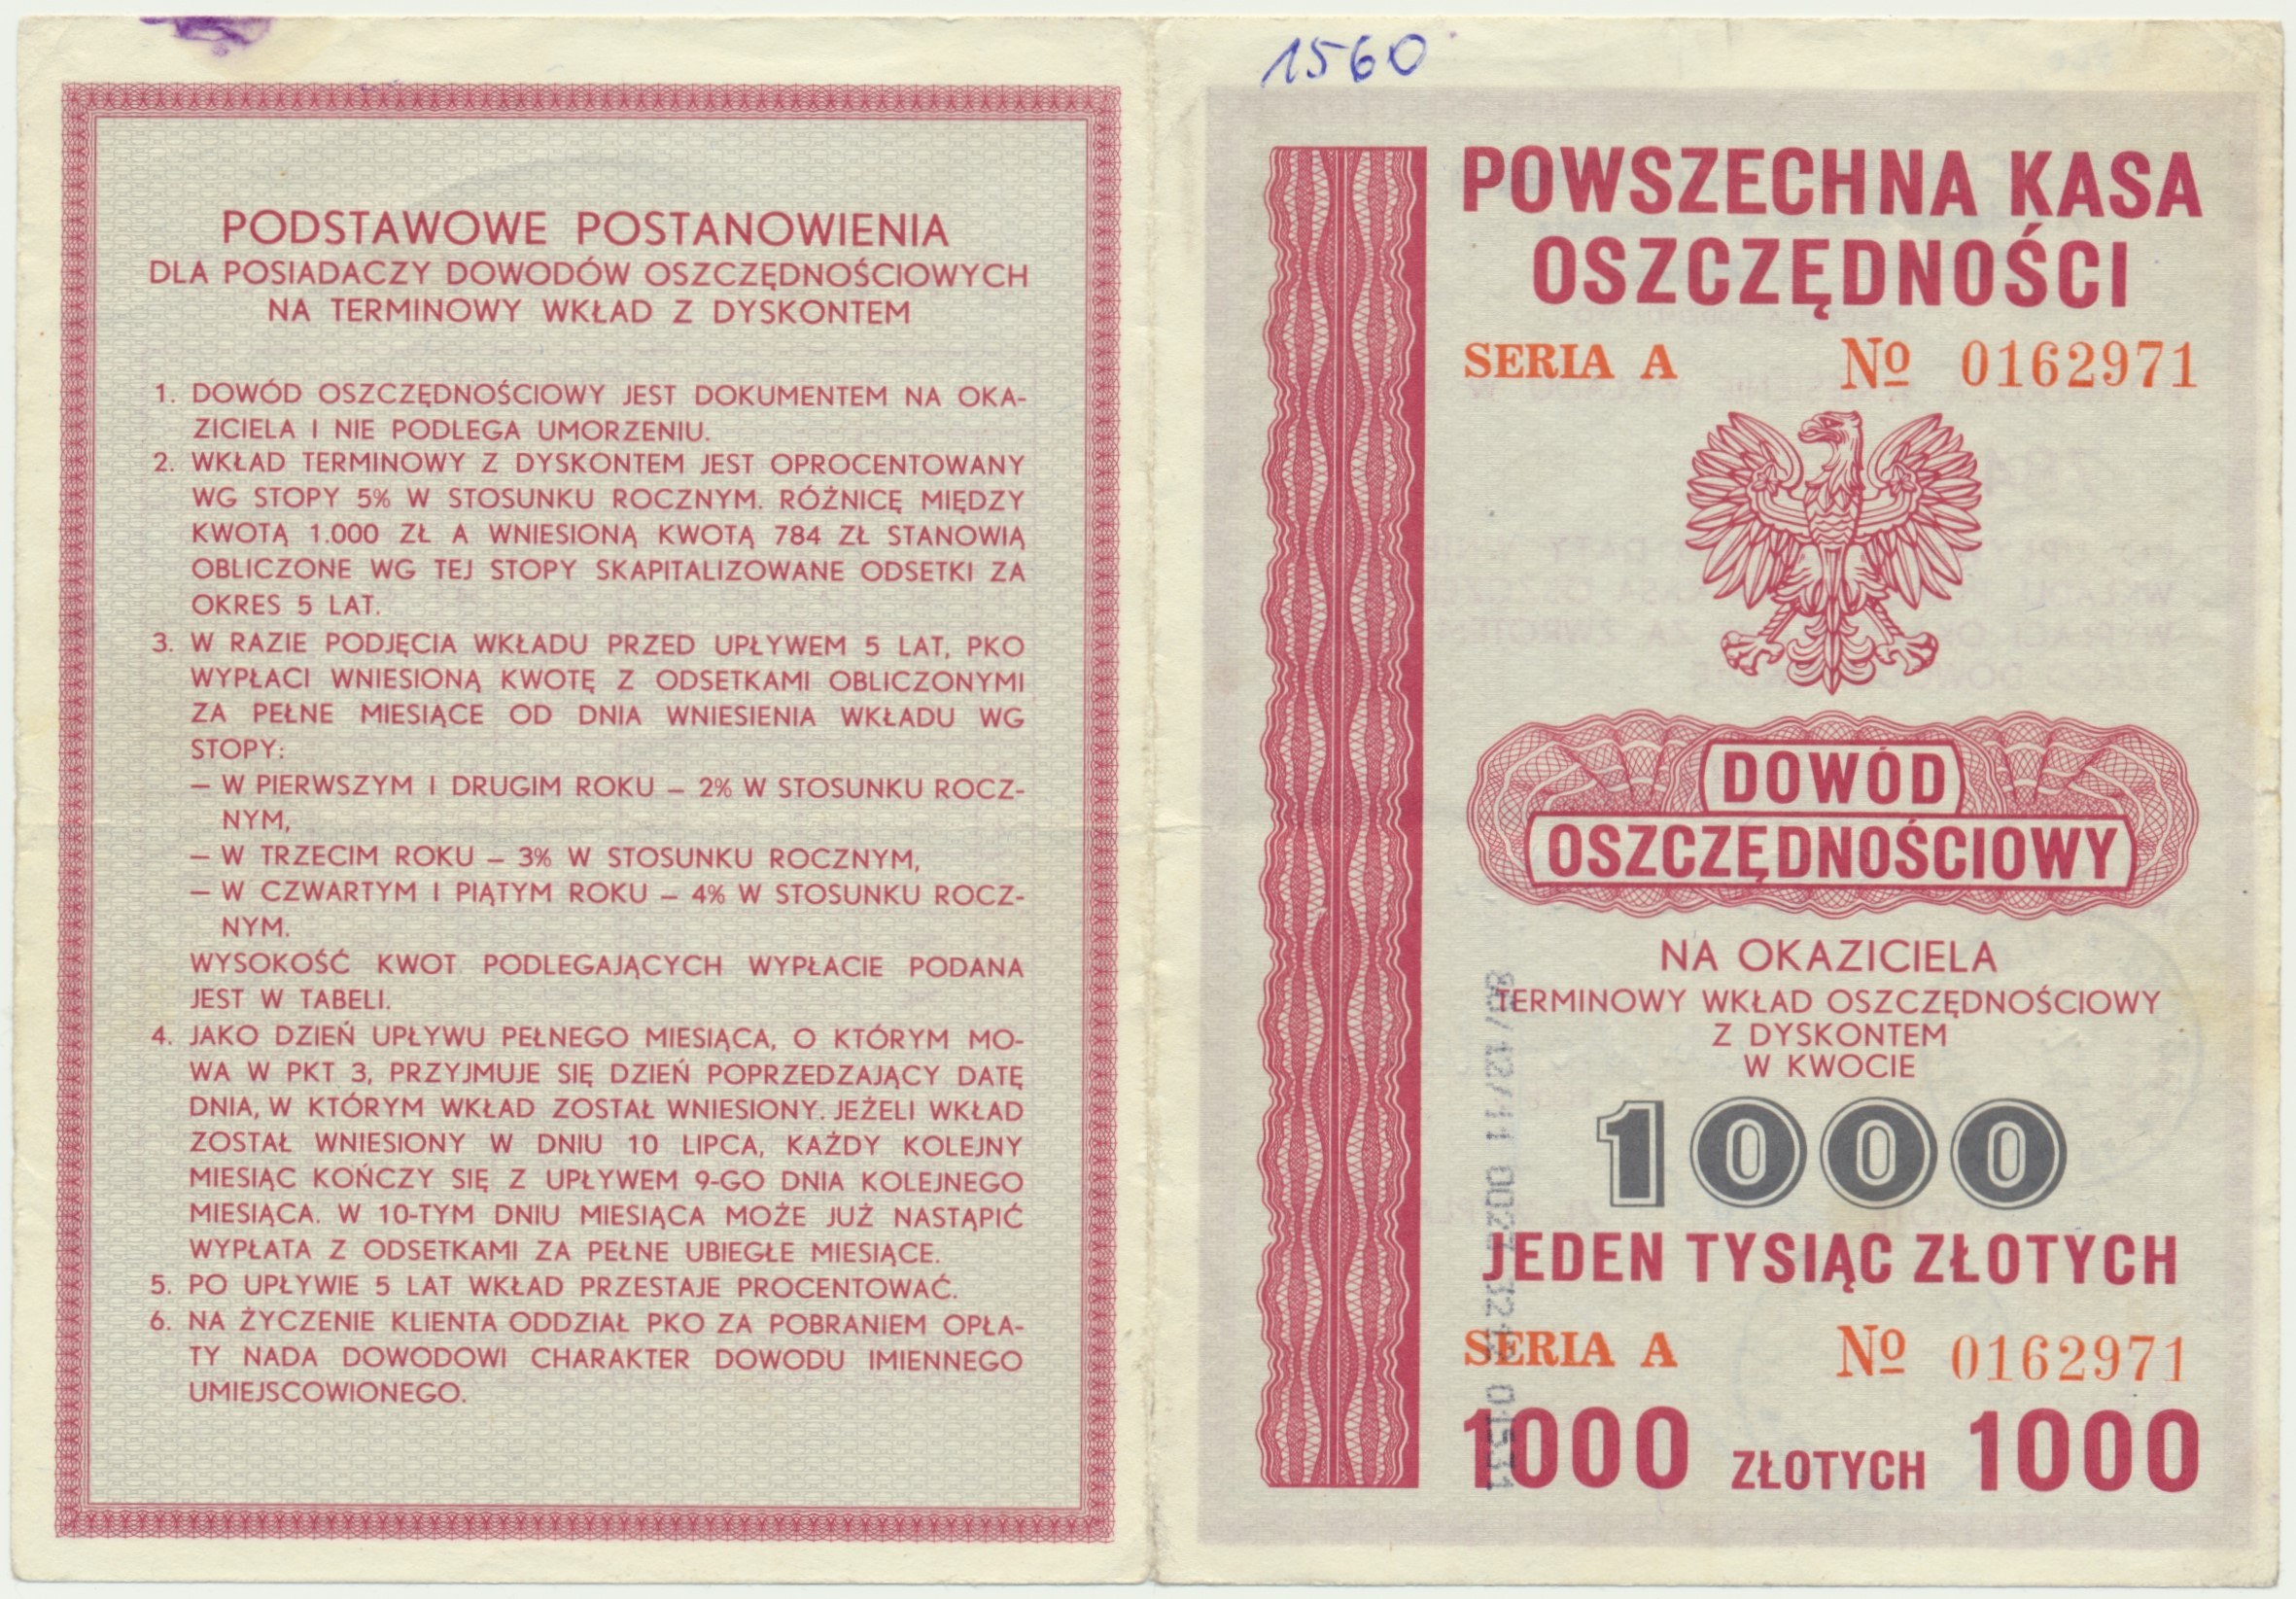 PODSTAWOWE POSTANOWIENIA
DLA POSIADACZY DOWODÓW OSZCZĘDNOŚCIOWYCH
NA TERMINOWY WKŁAD Z DYSKONTEM
1. DOWÓD OSZCZĘDNOŚCIOWY JEST DOKUMENTEM NA OKA-
ZICIELA I NIE PODLEGA UMORZENIU.
2. WKŁAD TERMINOWY Z DYSKONTEM JEST OPROCENTOWANY
WG STOPY 5% W STOSUNKU ROCZNYM. RÓŻNICĘ MIĘDZY
KWOTĄ 1.000 ZŁ A WNIESIONĄ KWOTĄ 784 ZŁ STANOWIĄ
OBLICZONE WG TEJ STOPY SKAPITALIZOWANE ODSETKI ZA
OKRES 5 LAT.
3. W RAZIE PODJĘCIA WKŁADU PRZED UPŁYWEM 5 LAT, PKO
WYPŁACI WNIESIONĄ KWOTĘ Z ODSETKAMI OBLICZONYMI
ZA PEŁNE MIESIĄCE OD DNIA WNIESIENIA WKŁADU WG
STOPY:
— W PIERWSZYM I DRUGIM ROKU — 2% W STOSUNKU ROCZ-
NYM,
— W TRZECIM ROKU — 3% W STOSUNKU ROCZNYM,
— W CZWARTYM I PIĄTYM ROKU — 4% W STOSUNKU ROCZ-
NYM.
WYSOKOŚĆ KWOT PODLEGAJĄCYCH WYPŁACIE PODANA
JEST W TABELI.
4. JAKO DZIEŃ UPŁYWU PEŁNEGO MIESIĄCA, O KTÓRYM MO-
WA W PKT 3, PRZYJMUJE SIĘ DZIEŃ POPRZEDZAJĄCY DATĘ
DNIA, W KTÓRYM WKŁAD ZOSTAŁ WNIESIONY. JEŻELI WKŁAD
ZOSTAŁ WNIESIONY W DNIU 10 LIPCA, KAŻDY KOLEJNY
MIESIĄC KOŃCZY SIĘ Z UPŁYWEM 9-GO DNIA KOLEJNEGO
MIESIĄCA. W 10-TYM DNIU MIESIĄCA MOŻE JUŻ NASTĄPIĆ
WYPŁATA Z ODSETKAMI ZA PEŁNE UBIEGŁE MIESIĄCE.
5. PO UPŁYWIE 5 LAT WKŁAD PRZESTAJE PROCENTOWAĆ.
6. NA ŻYCZENIE KLIENTA ODDZIAŁ PKO ZA POBRANIEM OPŁA-
TY NADA DOWODOWI CHARAKTER DOWODU IMIENNEGO
UMIEJSCOWIONEGO.
1560
POWSZECHNA KASA
OSZCZĘDNOŚCI
SERIA A № 0162971
DOWÓD
OSZCZĘDNOŚCIOWY
NA OKAZICIELA
TERMINOWY WKŁAD OSZCZĘDNOŚCIOWY
Z DYSKONTEM
W KWOCIE
1000
JEDEN TYSIĄC ZŁOTYCH
SERIA A № 0162971
1000 ZŁOTYCH 1000